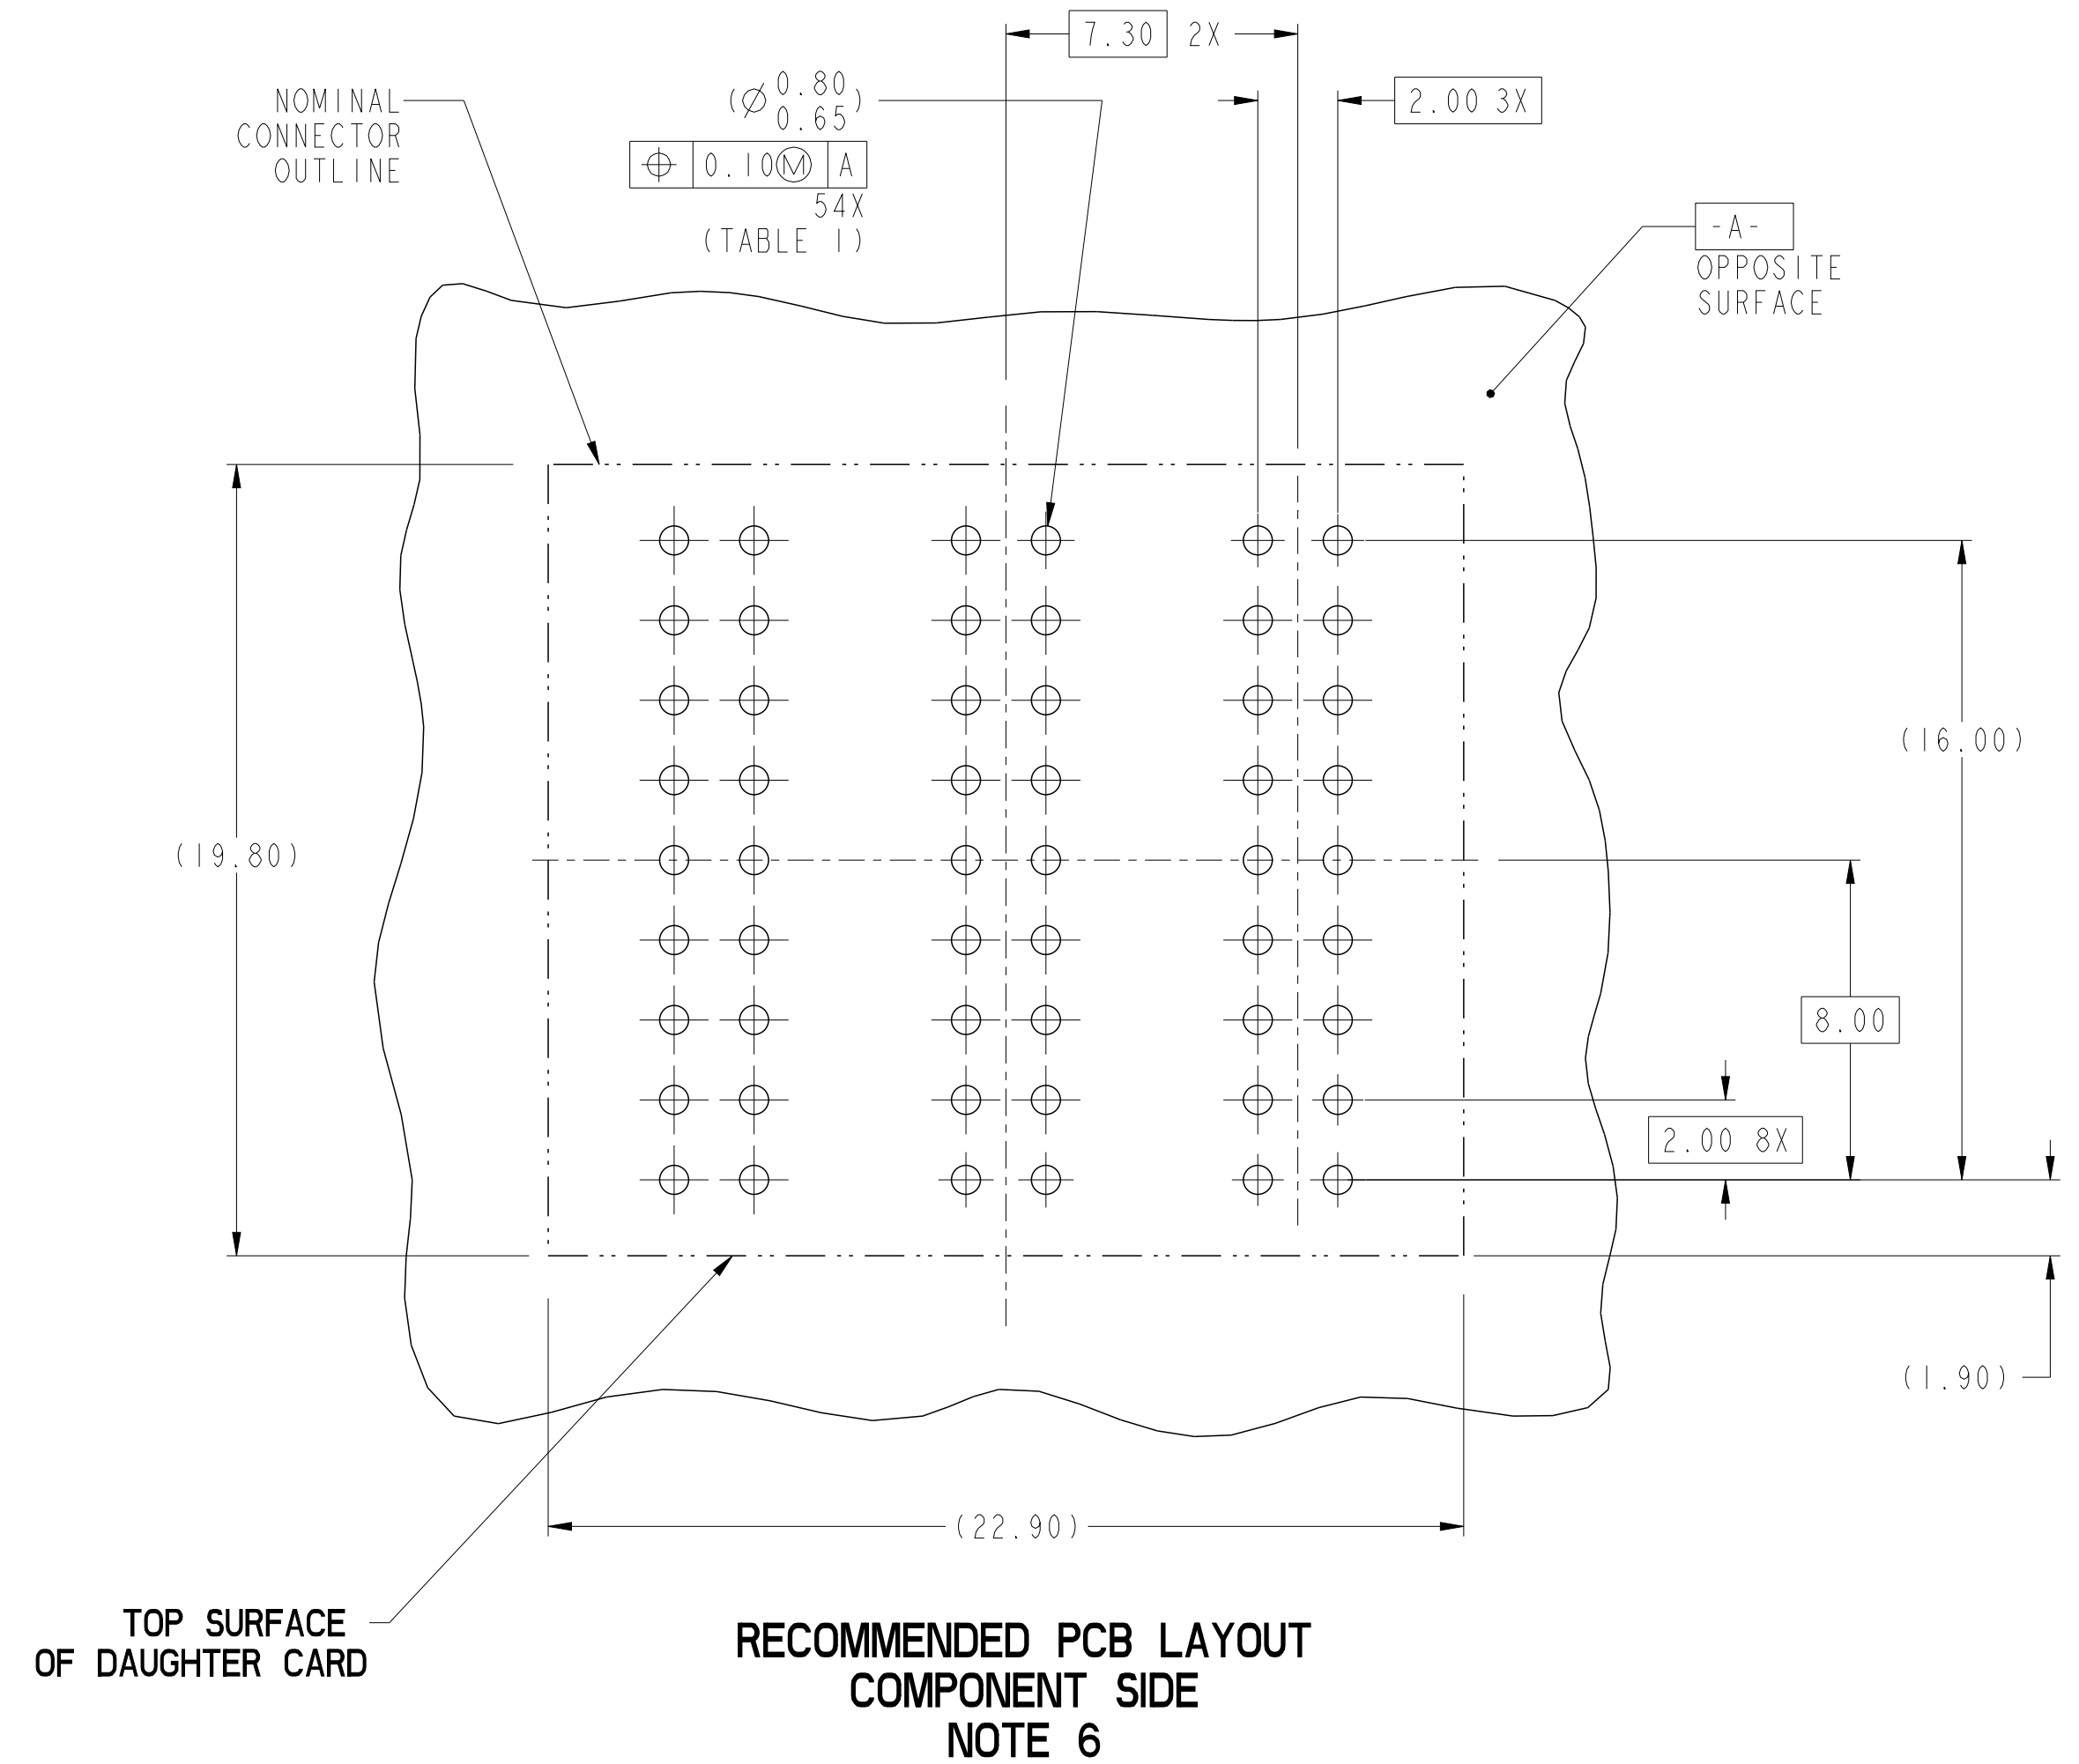 7.30 2X
2.00 3X
NOMINAL
CONNECTOR
OUTLINE
(⌀ 0.80
0.65)
⌖ 0.10Ⓜ A
54X
(TABLE 1)
-A-
OPPOSITE
SURFACE
(16.00)
(19.80)
8.00
2.00 8X
(1.90)
(22.90)
TOP SURFACE
OF DAUGHTER CARD
RECOMMENDED PCB LAYOUT
COMPONENT SIDE
NOTE 6